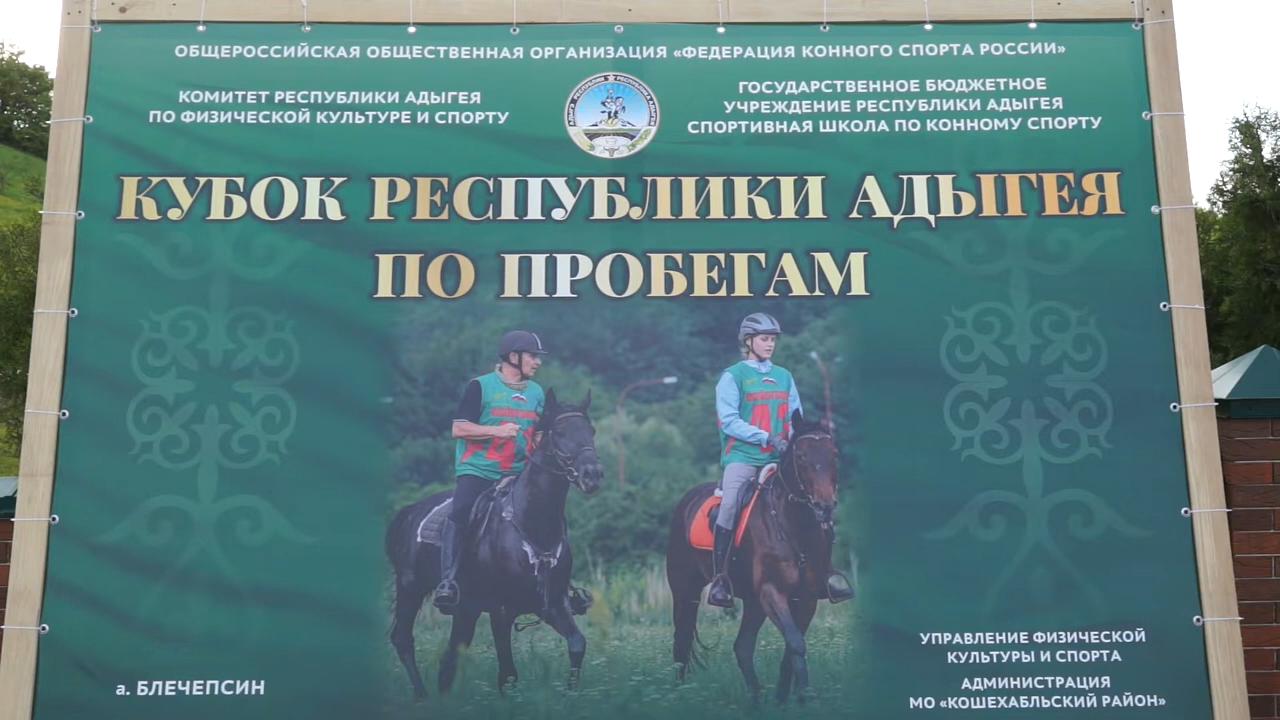 ОБЩЕРОССИЙСКАЯ ОБЩЕСТВЕННАЯ ОРГАНИЗАЦИЯ «ФЕДЕРАЦИЯ КОННОГО СПОРТА РОССИИ»
КОМИТЕТ РЕСПУБЛИКИ АДЫГЕЯ
ПО ФИЗИЧЕСКОЙ КУЛЬТУРЕ И СПОРТУ
ГОСУДАРСТВЕННОЕ БЮДЖЕТНОЕ
УЧРЕЖДЕНИЕ РЕСПУБЛИКИ АДЫГЕЯ
СПОРТИВНАЯ ШКОЛА ПО КОННОМУ СПОРТУ
КУБОК РЕСПУБЛИКИ АДЫГЕЯ
ПО ПРОБЕГАМ
а. БЛЕЧЕПСИН
УПРАВЛЕНИЕ ФИЗИЧЕСКОЙ
КУЛЬТУРЫ И СПОРТА
АДМИНИСТРАЦИЯ
МО «КОШЕХАБЛЬСКИЙ РАЙОН»